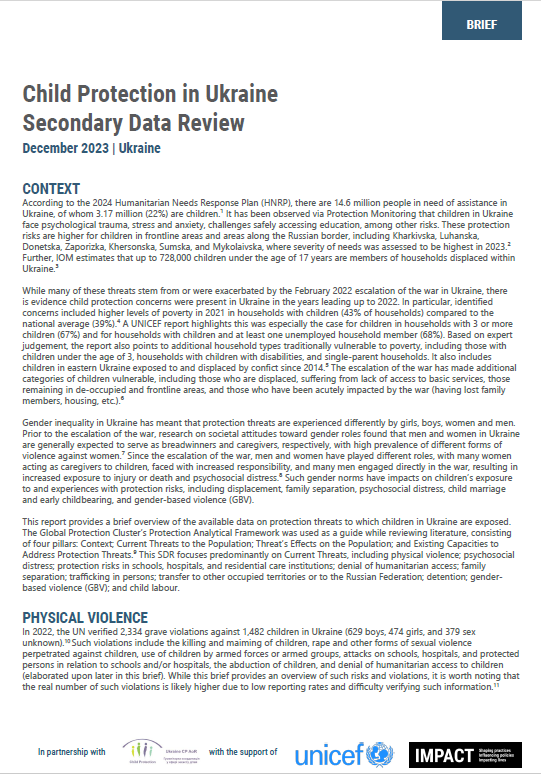 BRIEF
Child Protection in Ukraine
Secondary Data Review
December 2023 | Ukraine
CONTEXT
According to the 2024 Humanitarian Needs Response Plan (HNRP), there are 14.6 million people in need of assistance in
Ukraine, of whom 3.17 million (22%) are children.¹ It has been observed via Protection Monitoring that children in Ukraine
face psychological trauma, stress and anxiety, challenges safely accessing education, among other risks. These protection
risks are higher for children in frontline areas and areas along the Russian border, including Kharkivska, Luhanska,
Donetska, Zaporizka, Khersonska, Sumska, and Mykolaivska, where severity of needs was assessed to be highest in 2023.²
Further, IOM estimates that up to 728,000 children under the age of 17 years are members of households displaced within
Ukraine.³
While many of these threats stem from or were exacerbated by the February 2022 escalation of the war in Ukraine, there
is evidence child protection concerns were present in Ukraine in the years leading up to 2022. In particular, identified
concerns included higher levels of poverty in 2021 in households with children (43% of households) compared to the
national average (39%).⁴ A UNICEF report highlights this was especially the case for children in households with 3 or more
children (67%) and for households with children and at least one unemployed household member (68%). Based on expert
judgement, the report also points to additional household types traditionally vulnerable to poverty, including those with
children under the age of 3, households with children with disabilities, and single-parent households. It also includes
children in eastern Ukraine exposed to and displaced by confict since 2014.⁵ The escalation of the war has made additional
categories of children vulnerable, including those who are displaced, suffering from lack of access to basic services, those
remaining in de-occupied and frontline areas, and those who have been acutely impacted by the war (having lost family
members, housing, etc.).⁶
Gender inequality in Ukraine has meant that protection threats are experienced differently by girls, boys, women and men.
Prior to the escalation of the war, research on societal attitudes toward gender roles found that men and women in Ukraine
are generally expected to serve as breadwinners and caregivers, respectively, with high prevalence of different forms of
violence against women.⁷ Since the escalation of the war, men and women have played different roles, with many women
acting as caregivers to children, faced with increased responsibility, and many men engaged directly in the war, resulting in
increased exposure to injury or death and psychosocial distress.⁸ Such gender norms have impacts on children's exposure
to and experiences with protection risks, including displacement, family separation, psychosocial distress, child marriage
and early childbearing, and gender-based violence (GBV).
This report provides a brief overview of the available data on protection threats to which children in Ukraine are exposed.
The Global Protection Cluster's Protection Analytical Framework was used as a guide while reviewing literature, consisting
of four pillars: Context; Current Threats to the Population; Threat's Effects on the Population; and Existing Capacities to
Address Protection Threats.⁹ This SDR focuses predominantly on Current Threats, including physical violence; psychosocial
distress; protection risks in schools, hospitals, and residential care institutions; denial of humanitarian access; family
separation; trafficking in persons; transfer to other occupied territories or to the Russian Federation; detention; gender-
based violence (GBV); and child labour.
PHYSICAL VIOLENCE
In 2022, the UN verified 2,334 grave violations against 1,482 children in Ukraine (629 boys, 474 girls, and 379 sex
unknown).¹⁰ Such violations include the killing and maiming of children, rape and other forms of sexual violence
perpetrated against children, use of children by armed forces or armed groups, attacks on schools, hospitals, and protected
persons in relation to schools and/or hospitals, the abduction of children, and denial of humanitarian access to children
(elaborated upon later in this brief). While this brief provides an overview of such risks and violations, it is worth noting that
the real number of such violations is likely higher due to low reporting rates and difficulty verifying such information.¹¹
In partnership with
Child Protection
Ukraine CP AoR
with the support of
unicef
IMPACT
Shaping practices
Influencing policies
Impacting lives